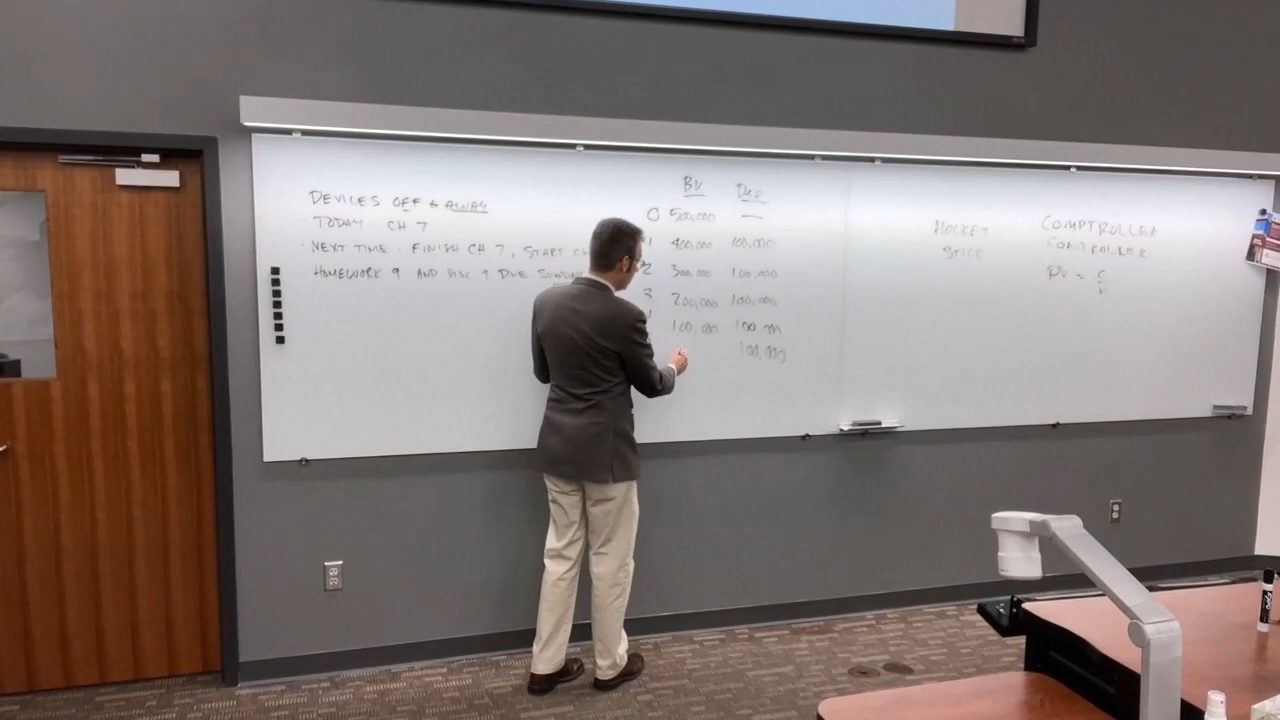 DEVICES OFF & AWAY
TODAY CH 7
NEXT TIME - FINISH CH 7, START CH
HOMEWORK 9 AND DISC 9 DUE SUNDAY
BV Dep
0 500,000 —
1 400,000 100,000
2 300,000 100,000
3 200,000 100,000
100,000 100 m
100,000
HOCKEY
STICK
COMPTROLLER
CONTROLLER
PV = C
r